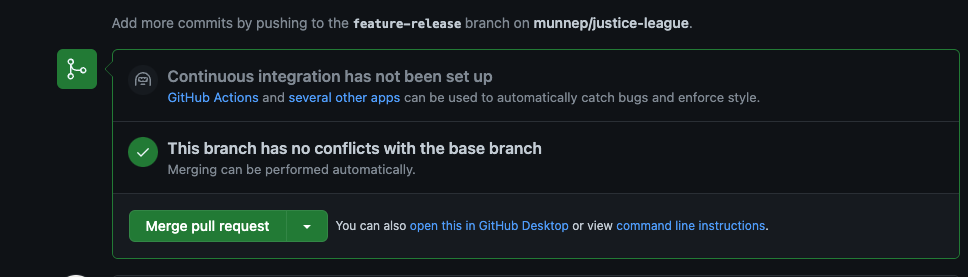 Add more commits by pushing to the feature-release branch on munnep/justice-league.
Continuous integration has not been set up
GitHub Actions and several other apps can be used to automatically catch bugs and enforce style.
This branch has no conflicts with the base branch
Merging can be performed automatically.
Merge pull request
You can also open this in GitHub Desktop or view command line instructions.